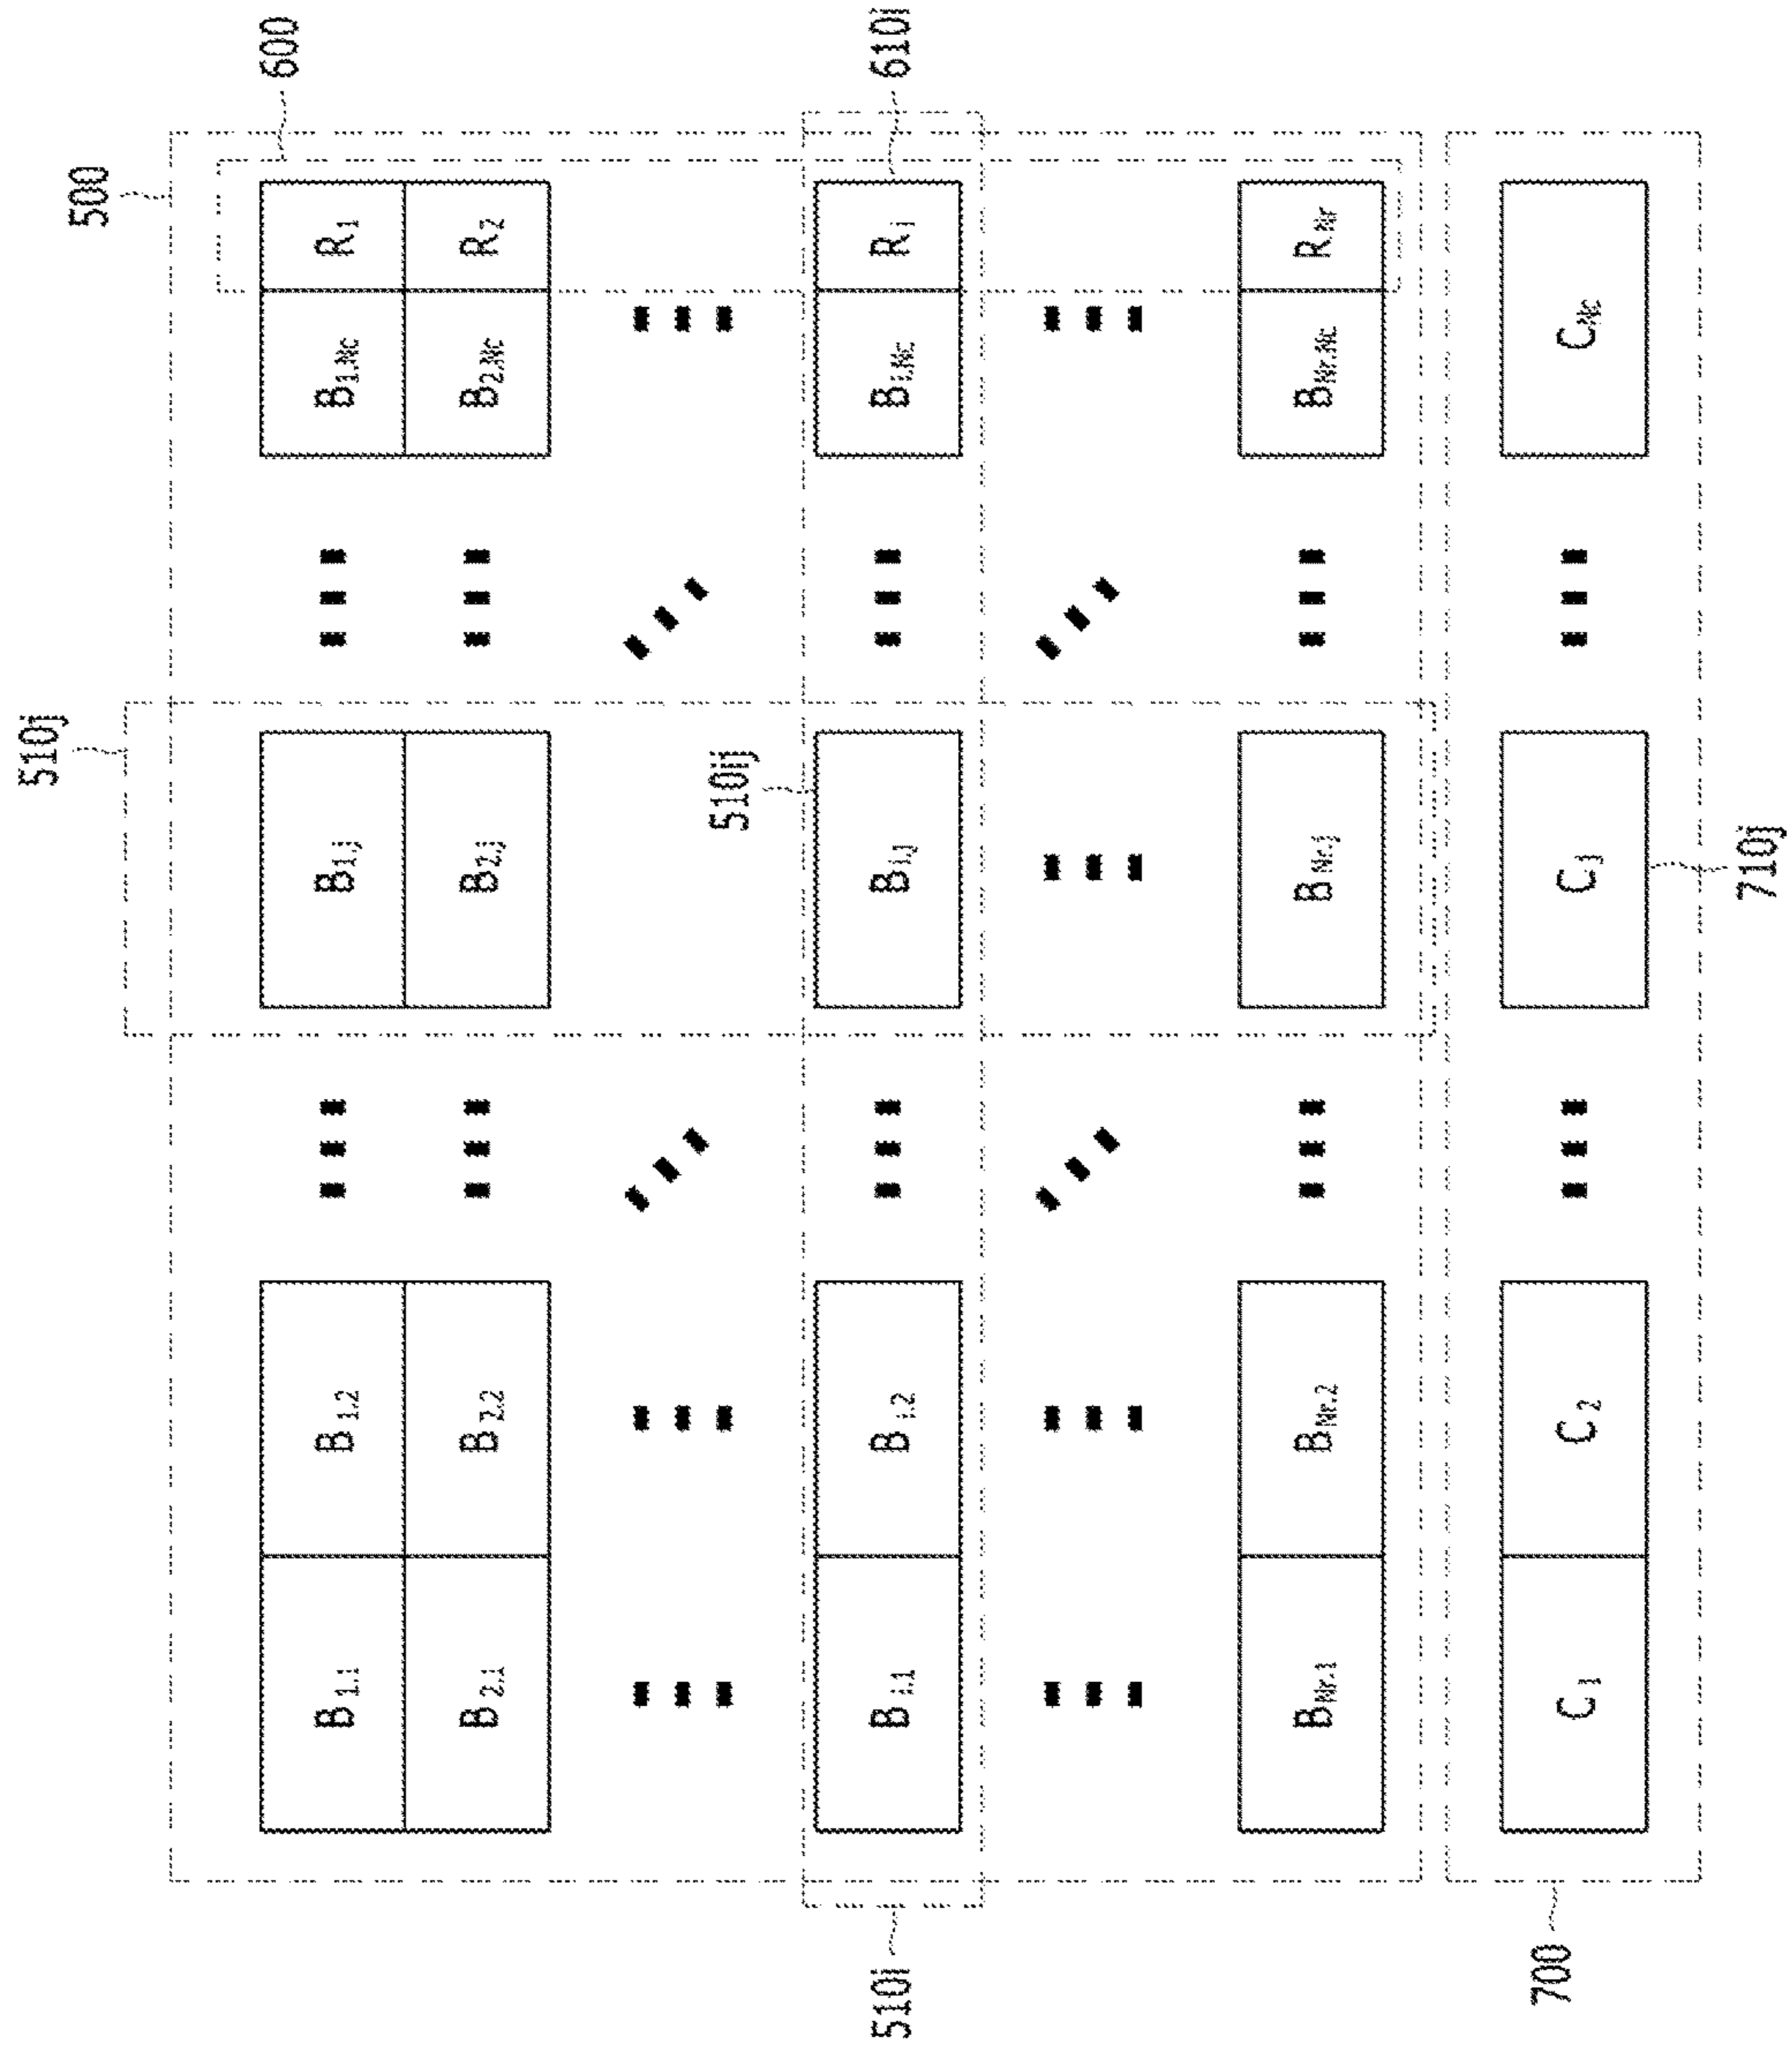 510j
500
600
B1,1 B1,2 B1,j B1,Nc R1
B2,1 B2,2 B2,j B2,Nc R2
510ij
510i Bi,1 Bi,2 Bi,j Bi,Nc Ri 610i
BNr,1 BNr,2 BNr,j BNr,Nc RNr
700 C1 C2 Cj CNc
710j